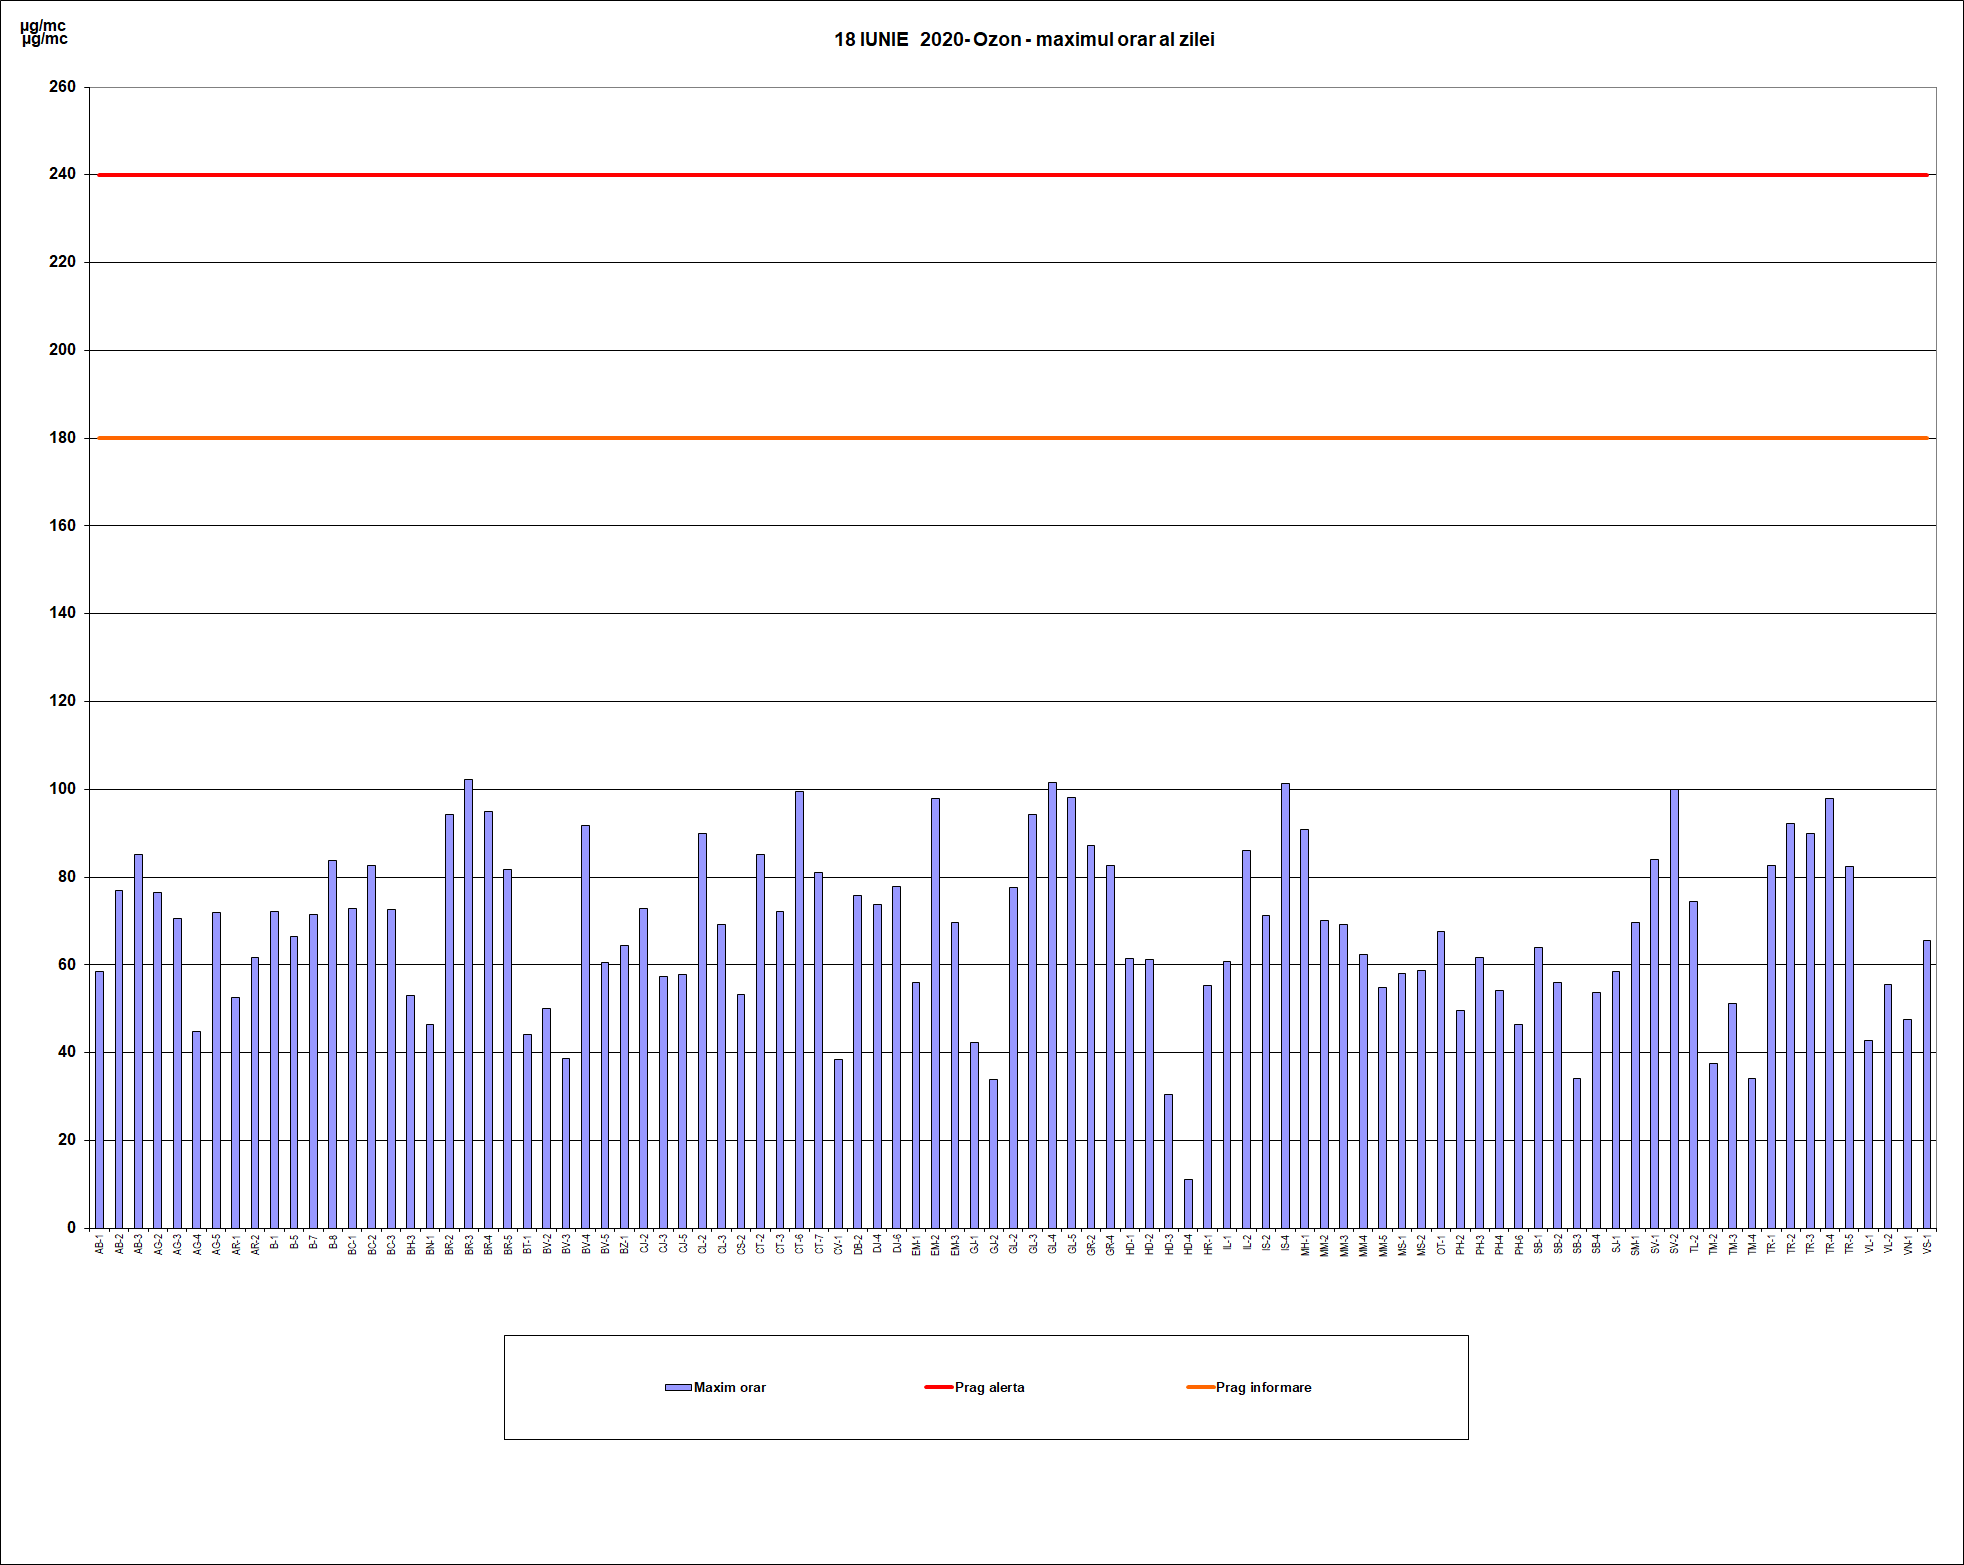 µg/mc
µg/mc
18 IUNIE  2020- Ozon - maximul orar al zilei
260
240
220
200
180
160
140
120
100
80
60
40
20
0
AB-1 AB-2 AB-3 AG-2 AG-3 AG-4 AG-5 AR-1 AR-2 B-1 B-5 B-7 B-8 BC-1 BC-2 BC-3 BH-3 BN-1 BR-2 BR-3 BR-4 BR-5 BT-1 BV-2 BV-3 BV-4 BV-5 BZ-1 CJ-2 CJ-3 CJ-5 CL-2 CL-3 CS-2 CT-2 CT-3 CT-6 CT-7 CV-1 DB-2 DJ-4 DJ-6 EM-1 EM-2 EM-3 GJ-1 GJ-2 GL-2 GL-3 GL-4 GL-5 GR-2 GR-4 HD-1 HD-2 HD-3 HD-4 HR-1 IL-1 IL-2 IS-2 IS-4 MH-1 MM-2 MM-3 MM-4 MM-5 MS-1 MS-2 OT-1 PH-2 PH-3 PH-4 PH-6 SB-1 SB-2 SB-3 SB-4 SJ-1 SM-1 SV-1 SV-2 TL-2 TM-2 TM-3 TM-4 TR-1 TR-2 TR-3 TR-4 TR-5 VL-1 VL-2 VN-1 VS-1
Maxim orar Prag alerta Prag informare